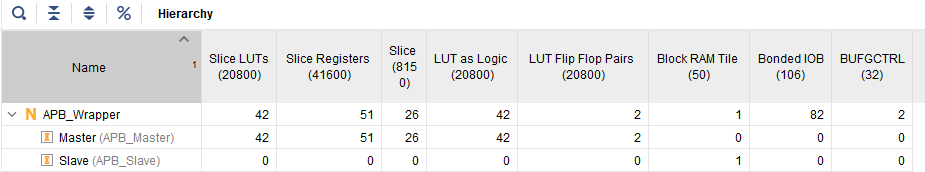 % Hierarchy
Name 1 Slice LUTs (20800) Slice Registers (41600) Slice (8150) LUT as Logic (20800) LUT Flip Flop Pairs (20800) Block RAM Tile (50) Bonded IOB (106) BUFGCTRL (32)
N APB_Wrapper 42 51 26 42 2 1 82 2
I Master (APB_Master) 42 51 26 42 2 0 0 0
I Slave (APB_Slave) 0 0 0 0 0 1 0 0